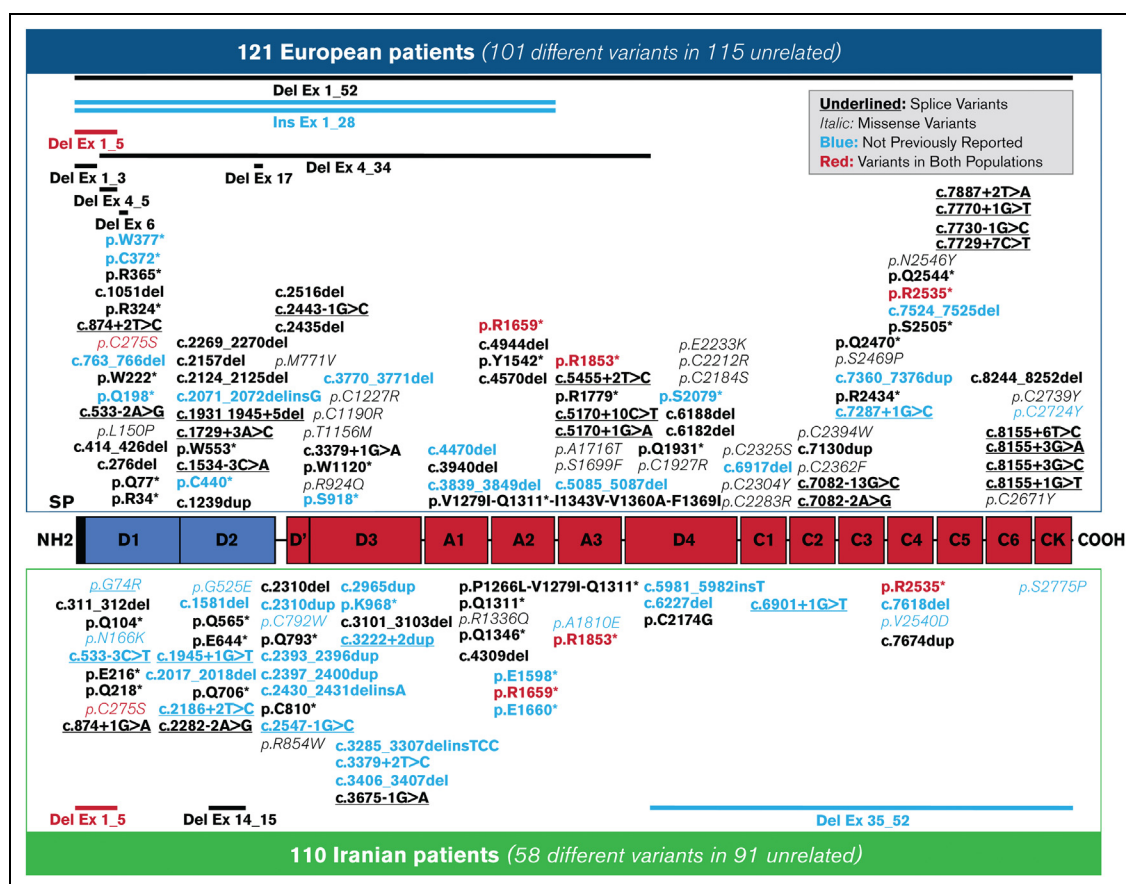 121 European patients (101 different variants in 115 unrelated)
Del Ex 1_52
Ins Ex 1_28
Underlined: Splice Variants
Italic: Missense Variants
Blue: Not Previously Reported
Red: Variants in Both Populations
Del Ex 1_5
Del Ex 1_3
Del Ex 17
Del Ex 4_34
Del Ex 4_5
Del Ex 6
p.W377*
p.C372*
p.R365*
c.1051del
p.R324*
c.874+2T>C
p.C275S
c.763_766del
p.W222*
p.Q198*
c.533-2A>G
p.L150P
c.414_426del
c.276del
p.Q77*
p.R34*
c.2269_2270del
c.2157del
c.2124_2125del
c.2071_2072delinsG
c.1931 1945+5del
c.1729+3A>C
p.W553*
c.1534-3C>A
p.C440*
c.1239dup
c.2516del
c.2443-1G>C
c.2435del
p.M771V
c.3770_3771del
p.C1227R
p.C1190R
p.T1156M
c.3379+1G>A
p.W1120*
p.R924Q
p.S918*
c.4470del
c.3940del
c.3839_3849del
p.V1279I-Q1311*-I1343V-V1360A-F1369I
p.R1659*
c.4944del
p.Y1542*
c.4570del
p.R1853*
c.5455+2T>C
p.R1779*
c.5170+10C>T
c.5170+1G>A
p.A1716T
p.S1699F
c.5085_5087del
p.E2233K
p.C2212R
p.C2184S
p.S2079*
c.6188del
c.6182del
p.Q1931*
p.C1927R
p.C2325S
c.6917del
p.C2304Y
p.C2283R
p.C2394W
c.7130dup
p.C2362F
c.7082-13G>C
c.7082-2A>G
p.Q2470*
p.S2469P
c.7360_7376dup
p.R2434*
c.7287+1G>C
c.7887+2T>A
c.7770+1G>T
c.7730-1G>C
c.7729+7C>T
p.N2546Y
p.Q2544*
p.R2535*
c.7524_7525del
p.S2505*
c.8244_8252del
p.C2739Y
p.C2724Y
c.8155+6T>C
c.8155+3G>A
c.8155+3G>C
c.8155+1G>T
p.C2671Y
SP
NH2 D1 D2 D' D3 A1 A2 A3 D4 C1 C2 C3 C4 C5 C6 CK COOH
p.G74R
c.311_312del
p.Q104*
p.N166K
c.533-3C>T
p.E216*
p.Q218*
p.C275S
c.874+1G>A
p.G525E
c.1581del
p.Q565*
p.E644*
c.1945+1G>T
c.2017_2018del
p.Q706*
c.2186+2T>C
c.2282-2A>G
c.2310del
c.2310dup
p.C792W
p.Q793*
c.2393_2396dup
c.2397_2400dup
c.2430_2431delinsA
p.C810*
c.2547-1G>C
p.R854W
c.2965dup
p.K968*
c.3101_3103del
c.3222+2dup
c.3285_3307delinsTCC
c.3379+2T>C
c.3406_3407del
c.3675-1G>A
p.P1266L-V1279I-Q1311*
p.Q1311*
p.R1336Q
p.Q1346*
c.4309del
p.E1598*
p.R1659*
p.E1660*
p.A1810E
p.R1853*
c.5981_5982insT
c.6227del
p.C2174G
c.6901+1G>T
p.R2535*
c.7618del
p.V2540D
c.7674dup
p.S2775P
Del Ex 1_5
Del Ex 14_15
Del Ex 35_52
110 Iranian patients (58 different variants in 91 unrelated)